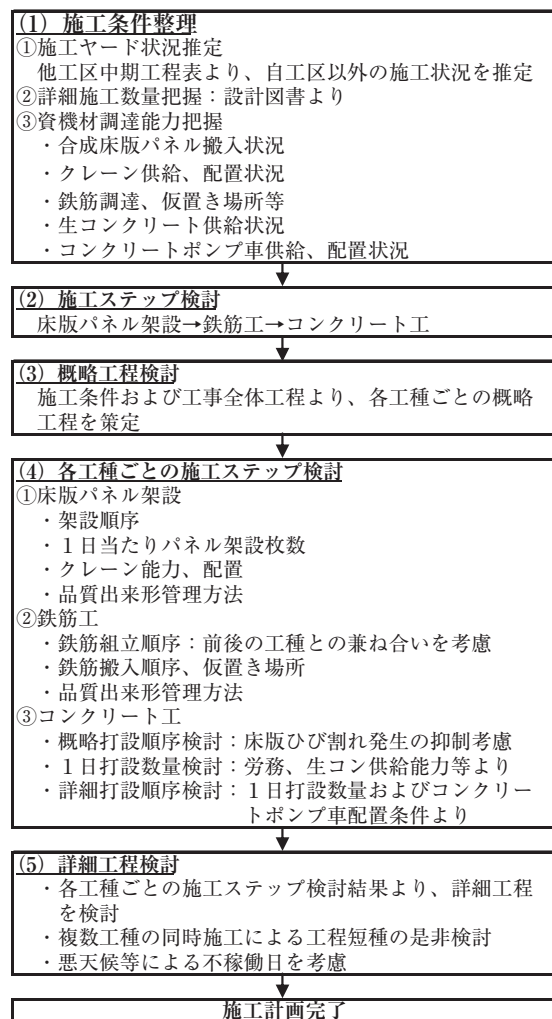 (1) 施工条件整理
①施工ヤード状況推定
他工区中期工程表より、自工区以外の施工状況を推定
②詳細施工数量把握：設計図書より
③資機材調達能力把握
・合成床版パネル搬入状況
・クレーン供給、配置状況
・鉄筋調達、仮置き場所等
・生コンクリート供給状況
・コンクリートポンプ車供給、配置状況
(2) 施工ステップ検討
床版パネル架設→鉄筋工→コンクリート工
(3) 概略工程検討
施工条件および工事全体工程より、各工種ごとの概略
工程を策定
(4) 各工種ごとの施工ステップ検討
①床版パネル架設
・架設順序
・１日当たりパネル架設枚数
・クレーン能力、配置
・品質出来形管理方法
②鉄筋工
・鉄筋組立順序：前後の工種との兼ね合いを考慮
・鉄筋搬入順序、仮置き場所
・品質出来形管理方法
③コンクリート工
・概略打設順序検討：床版ひび割れ発生の抑制考慮
・１日打設数量検討：労務、生コン供給能力等より
・詳細打設順序検討：１日打設数量およびコンクリー
トポンプ車配置条件より
(5) 詳細工程検討
・各工種ごとの施工ステップ検討結果より、詳細工程
を検討
・複数工種の同時施工による工程短種の是非検討
・悪天候等による不稼働日を考慮
施工計画完了